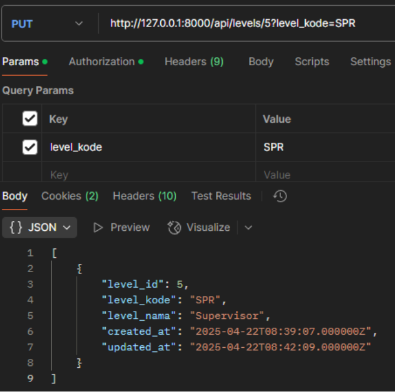 PUT http://127.0.0.1:8000/api/levels/5?level_kode=SPR
Params Authorization Headers (9) Body Scripts Settings
Query Params
Key Value
level_kode SPR
Key Value
Body Cookies (2) Headers (10) Test Results
{} JSON Preview Visualize
1 [
2 {
3 "level_id": 5,
4 "level_kode": "SPR",
5 "level_nama": "Supervisor",
6 "created_at": "2025-04-22T08:39:07.000000Z",
7 "updated_at": "2025-04-22T08:42:09.000000Z"
8 }
9 ]